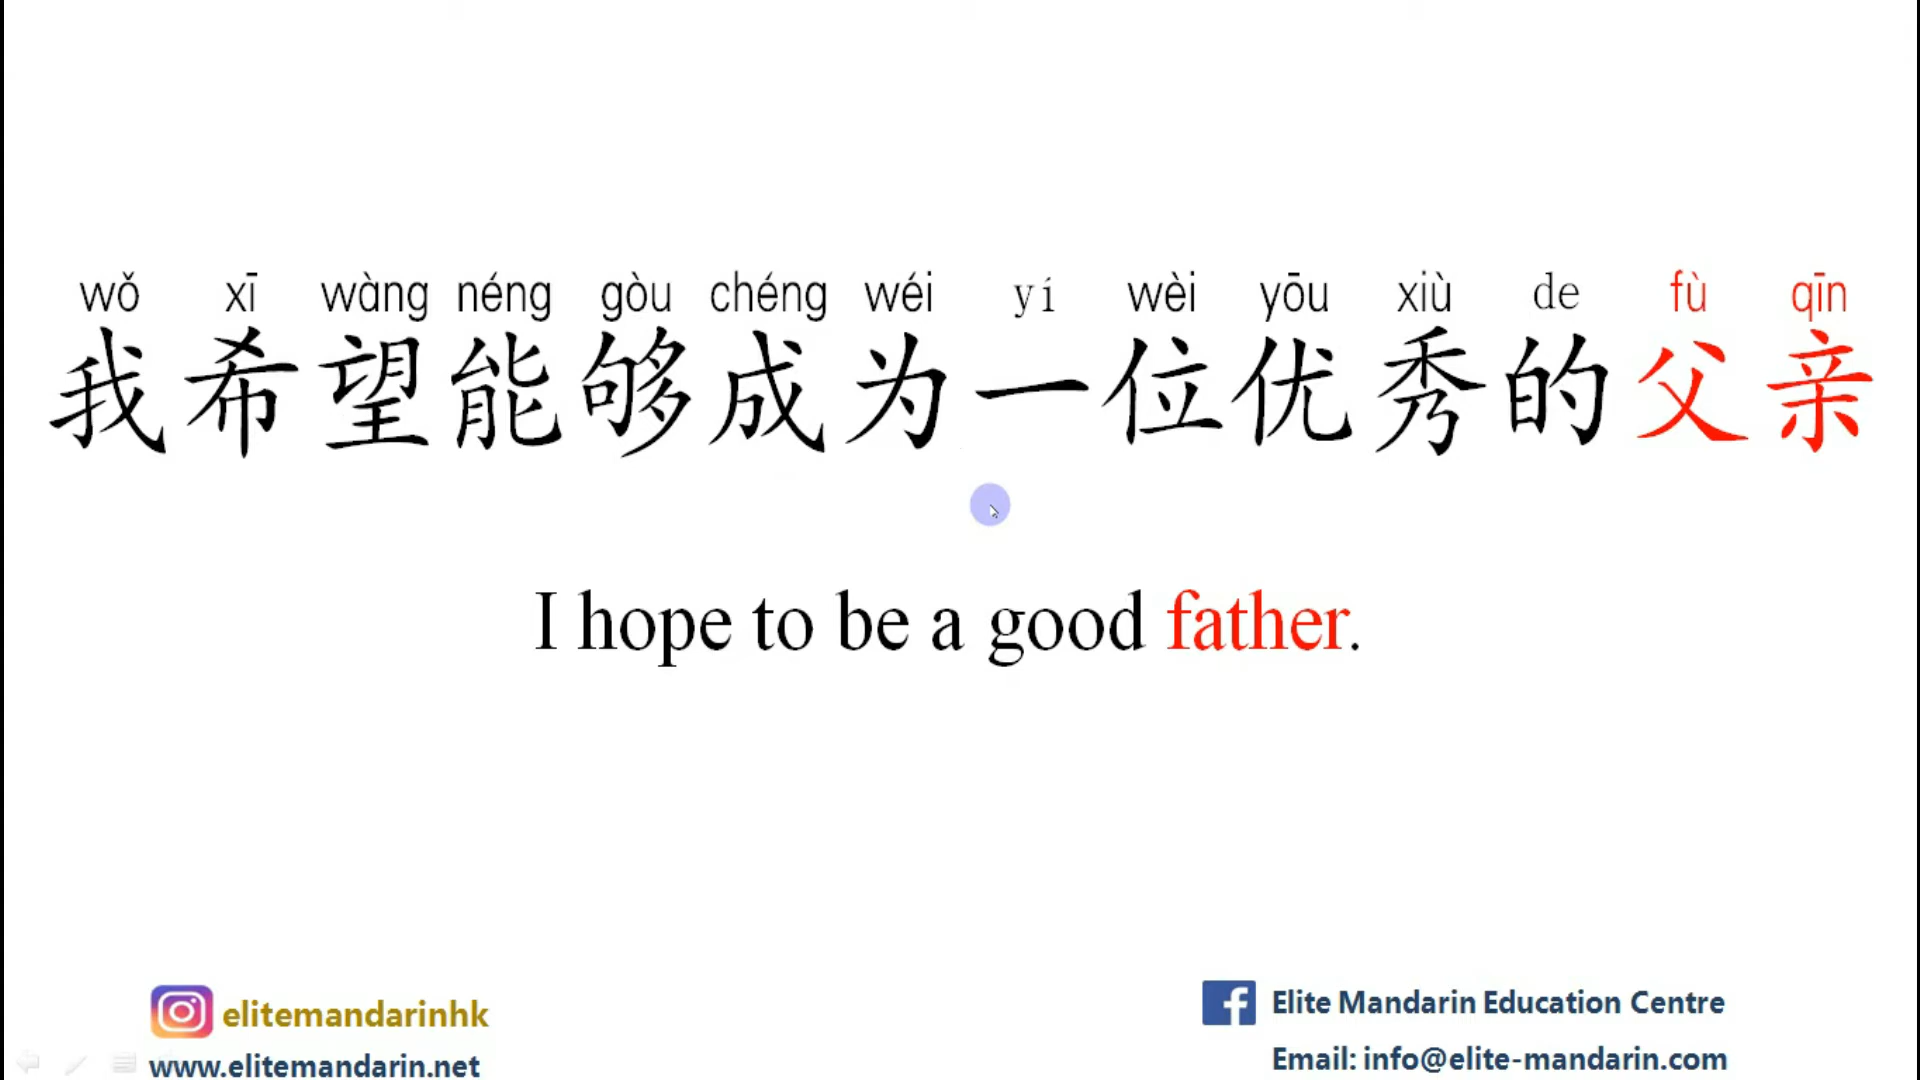 wǒ xī wàng néng gòu chéng wéi yí wèi yōu xiù de fù qīn
我希望能够成为一位优秀的父亲
I hope to be a good father.
elitemandarinhk
www.elitemandarin.net
Elite Mandarin Education Centre
Email: info@elite-mandarin.com